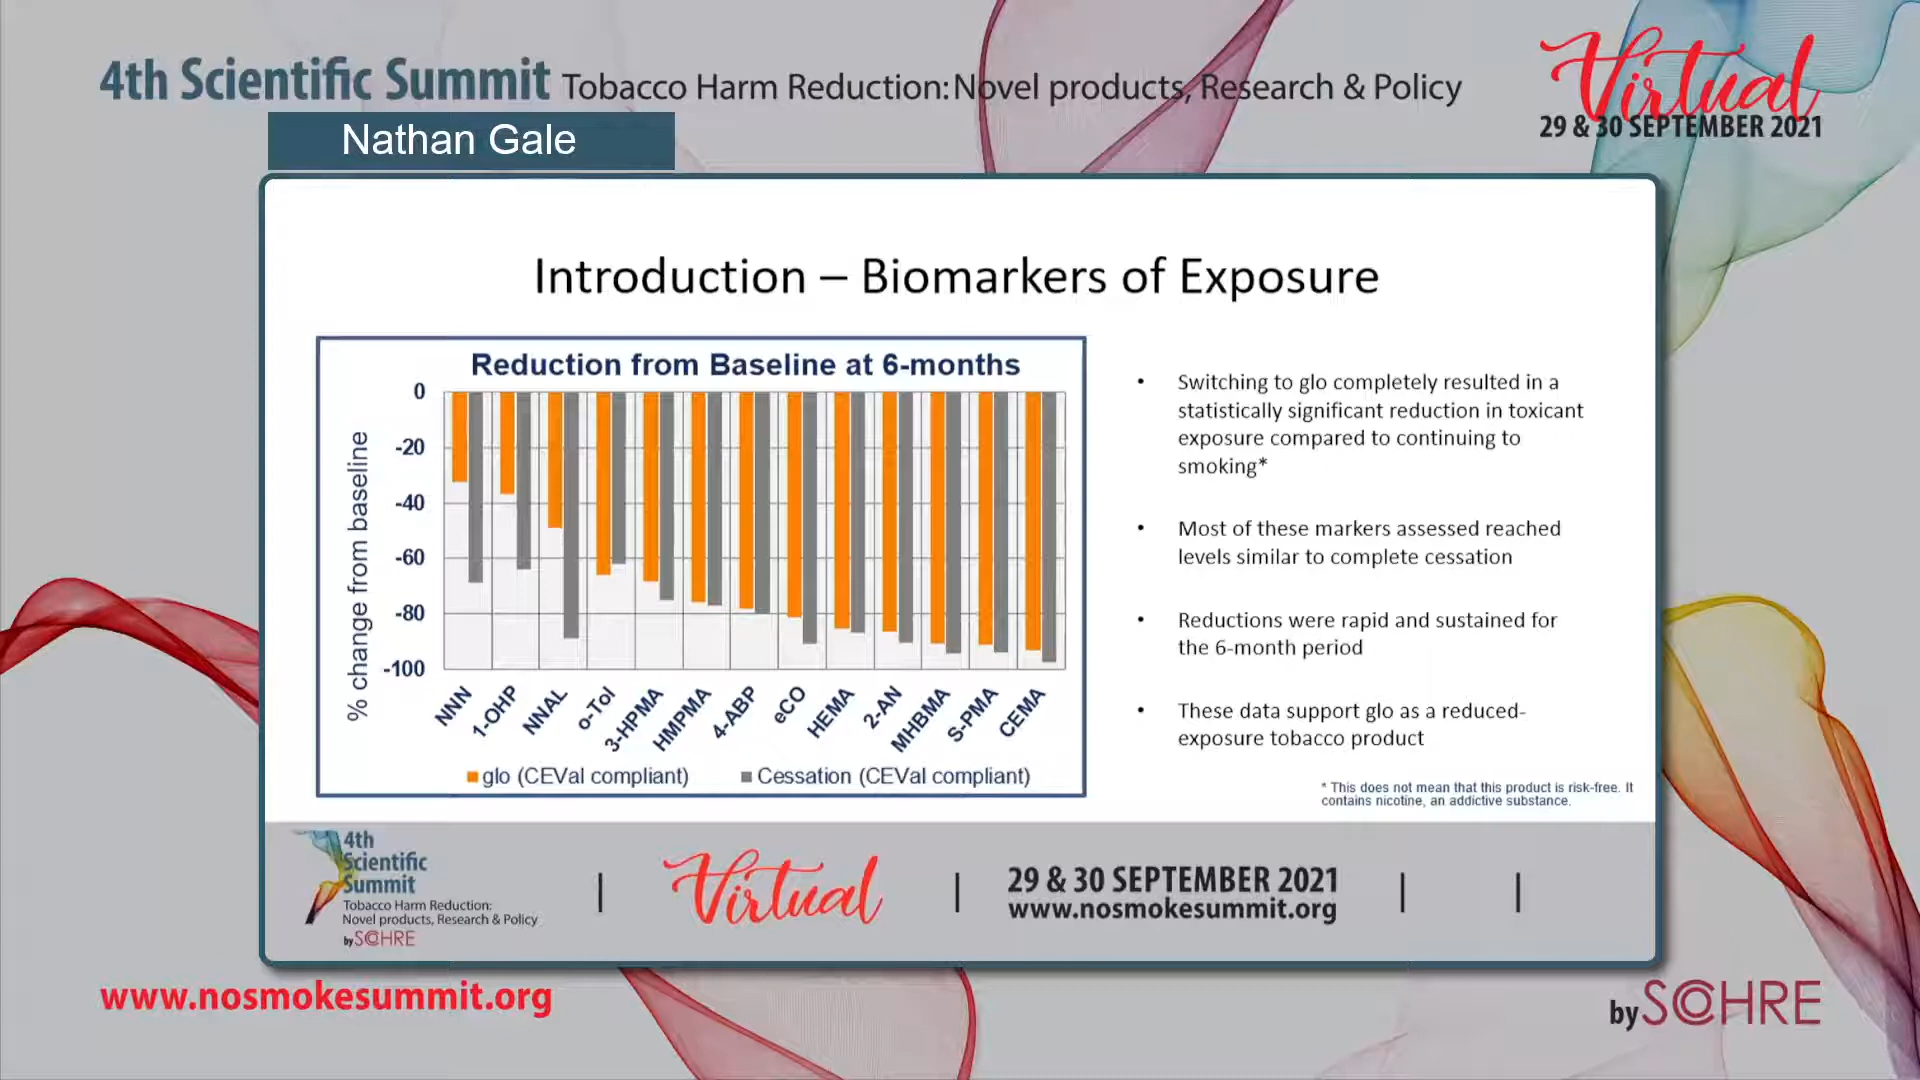 4th Scientific Summit Tobacco Harm Reduction: Novel products, Research & Policy
Virtual
29 & 30 SEPTEMBER 2021
Nathan Gale
Introduction – Biomarkers of Exposure
Reduction from Baseline at 6-months
% change from baseline
0
-20
-40
-60
-80
-100
NNN
1-OHP
NNAL
o-Tol
3-HPMA
HMPMA
4-ABP
eCO
HEMA
2-AN
MHBMA
S-PMA
CEMA
glo (CEVal compliant)
Cessation (CEVal compliant)
• Switching to glo completely resulted in a
statistically significant reduction in toxicant
exposure compared to continuing to
smoking*
• Most of these markers assessed reached
levels similar to complete cessation
• Reductions were rapid and sustained for
the 6-month period
• These data support glo as a reduced-
exposure tobacco product
* This does not mean that this product is risk-free. It
contains nicotine, an addictive substance.
4th
Scientific
Summit
Tobacco Harm Reduction:
Novel products, Research & Policy
by SCOHRE
Virtual
29 & 30 SEPTEMBER 2021
www.nosmokesummit.org
www.nosmokesummit.org
by SCOHRE